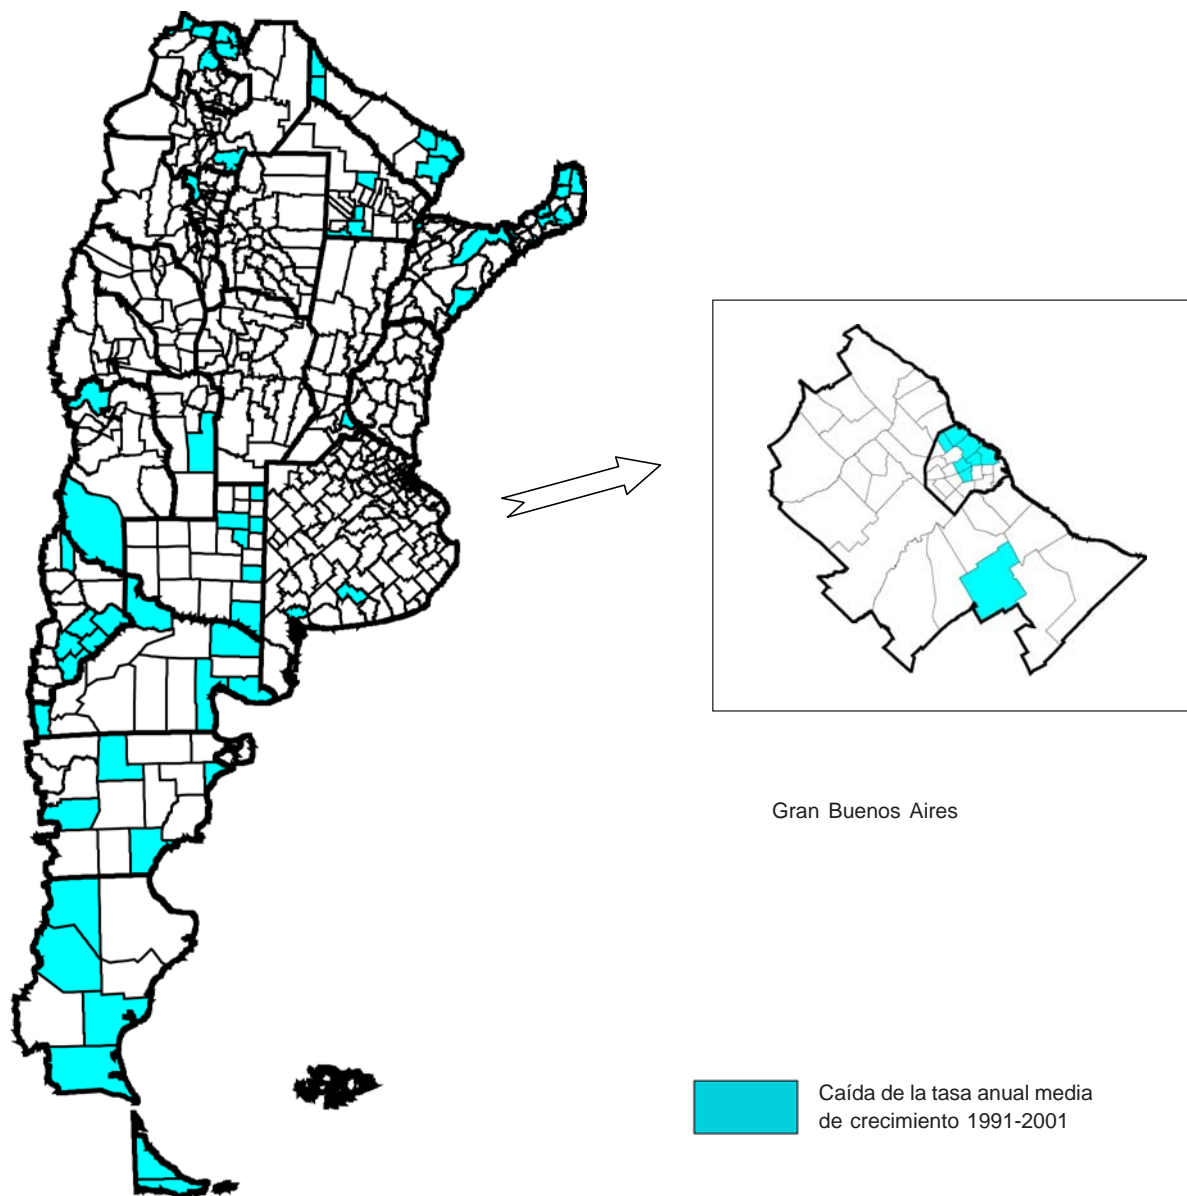 Gran Buenos Aires
Caída de la tasa anual media
de crecimiento 1991-2001